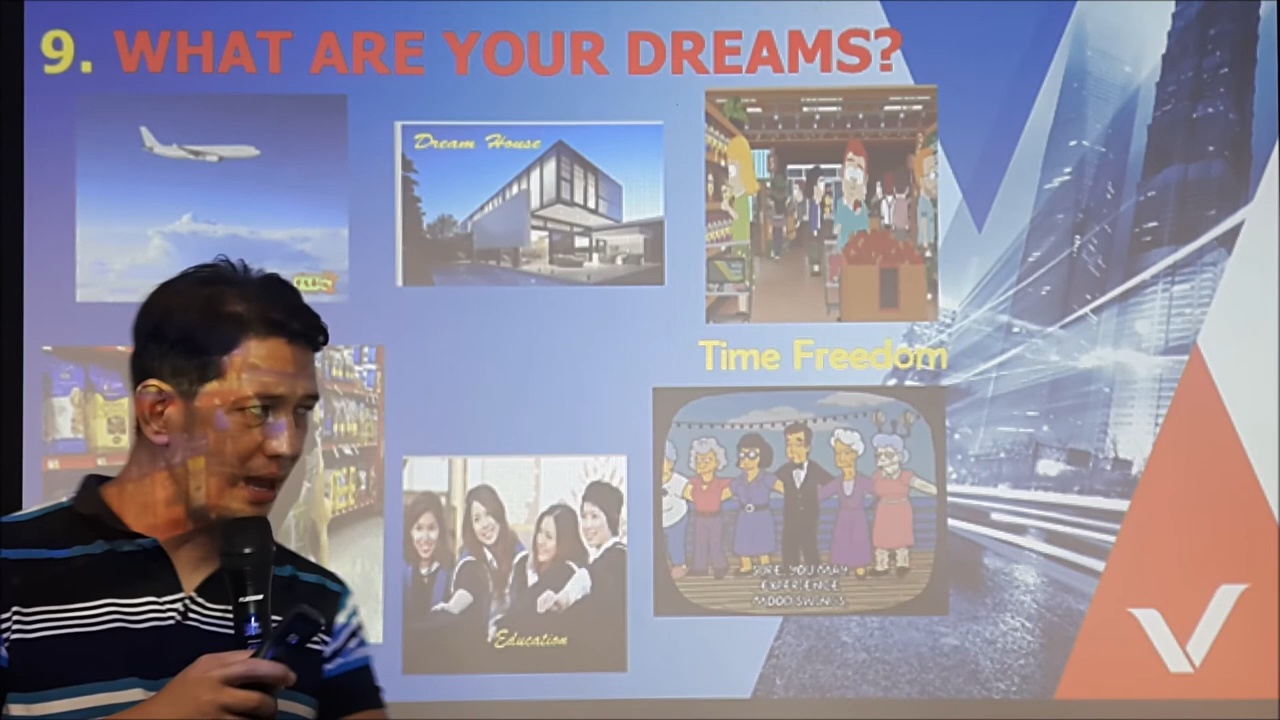 9. WHAT ARE YOUR DREAMS?
Dream House
Time Freedom
SURE, YOU MAY
EXPERIENCE
MOOD SWINGS
Education